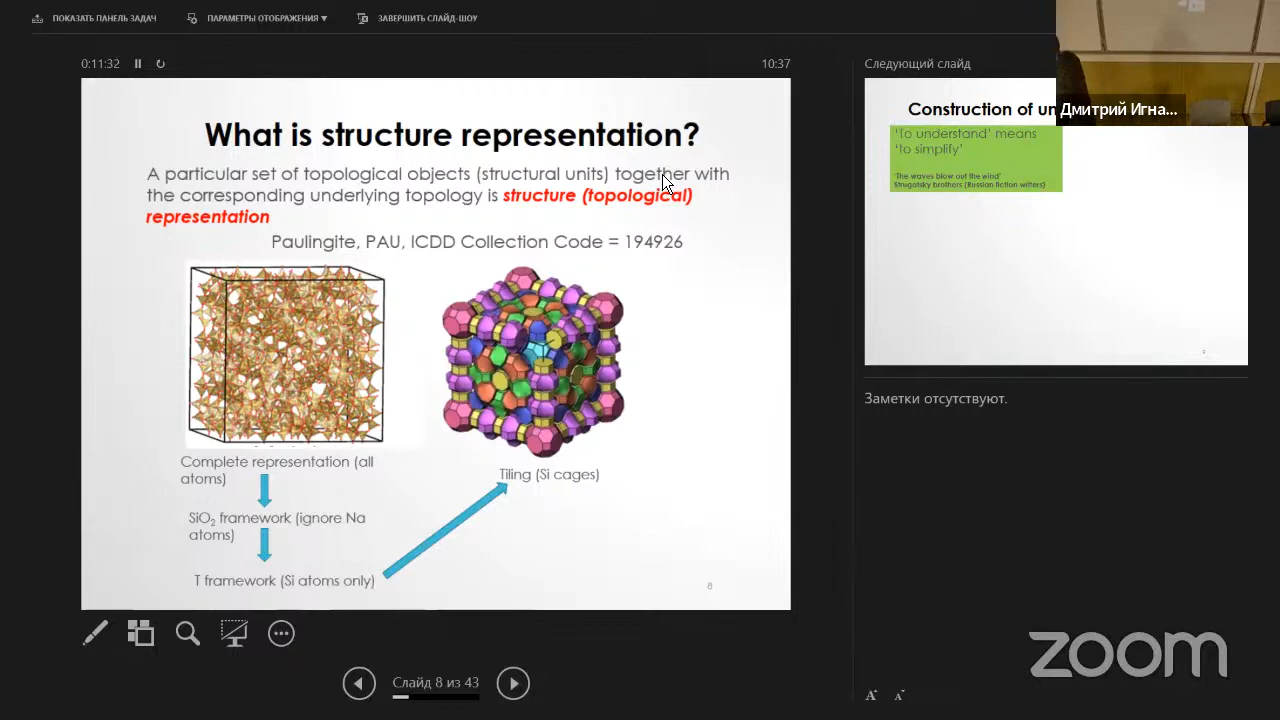 ПОКАЗАТЬ ПАНЕЛЬ ЗАДАЧ
ПАРАМЕТРЫ ОТОБРАЖЕНИЯ ▼
ЗАВЕРШИТЬ СЛАЙД-ШОУ
0:11:32
10:37
What is structure representation?
A particular set of topological objects (structural units) together with
the corresponding underlying topology is structure (topological)
representation
Paulingite, PAU, ICDD Collection Code = 194926
Complete representation (all
atoms)
Tiling (Si cages)
SiO₂ framework (ignore Na
atoms)
T framework (Si atoms only)
8
Слайд 8 из 43
Следующий слайд
Construction of un
Дмитрий Игна...
'To understand' means
'To simplify'
'The waves blow out the wind'
Strugatsky brothers (Russian fiction writers)
Заметки отсутствуют.
zoom
A
A